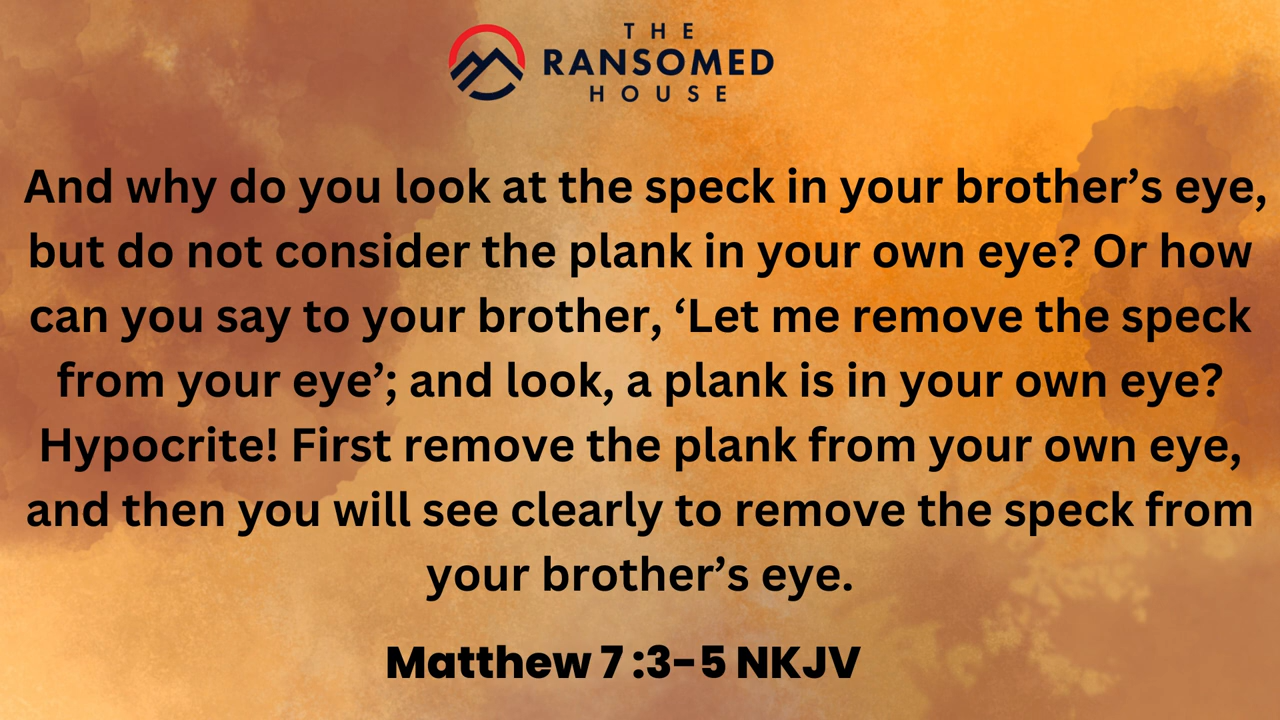 THE
RANSOMED
HOUSE
And why do you look at the speck in your brother’s eye,
but do not consider the plank in your own eye? Or how
can you say to your brother, ‘Let me remove the speck
from your eye’; and look, a plank is in your own eye?
Hypocrite! First remove the plank from your own eye,
and then you will see clearly to remove the speck from
your brother’s eye.
Matthew 7 :3-5 NKJV